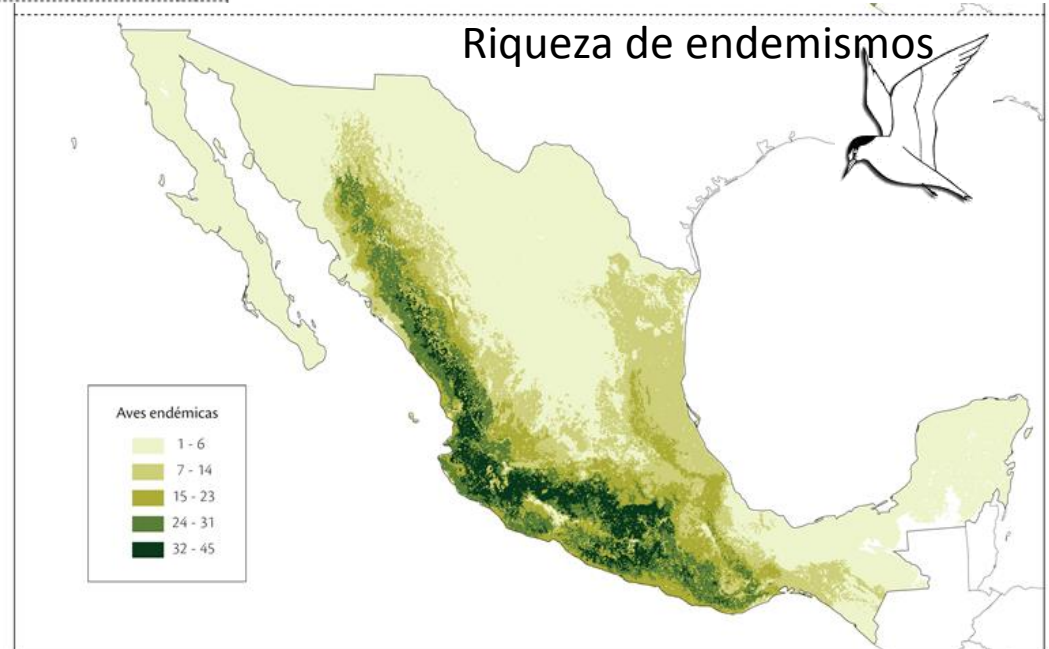 Riqueza de endemismos
Aves endémicas
1 - 6
7 - 14
15 - 23
24 - 31
32 - 45